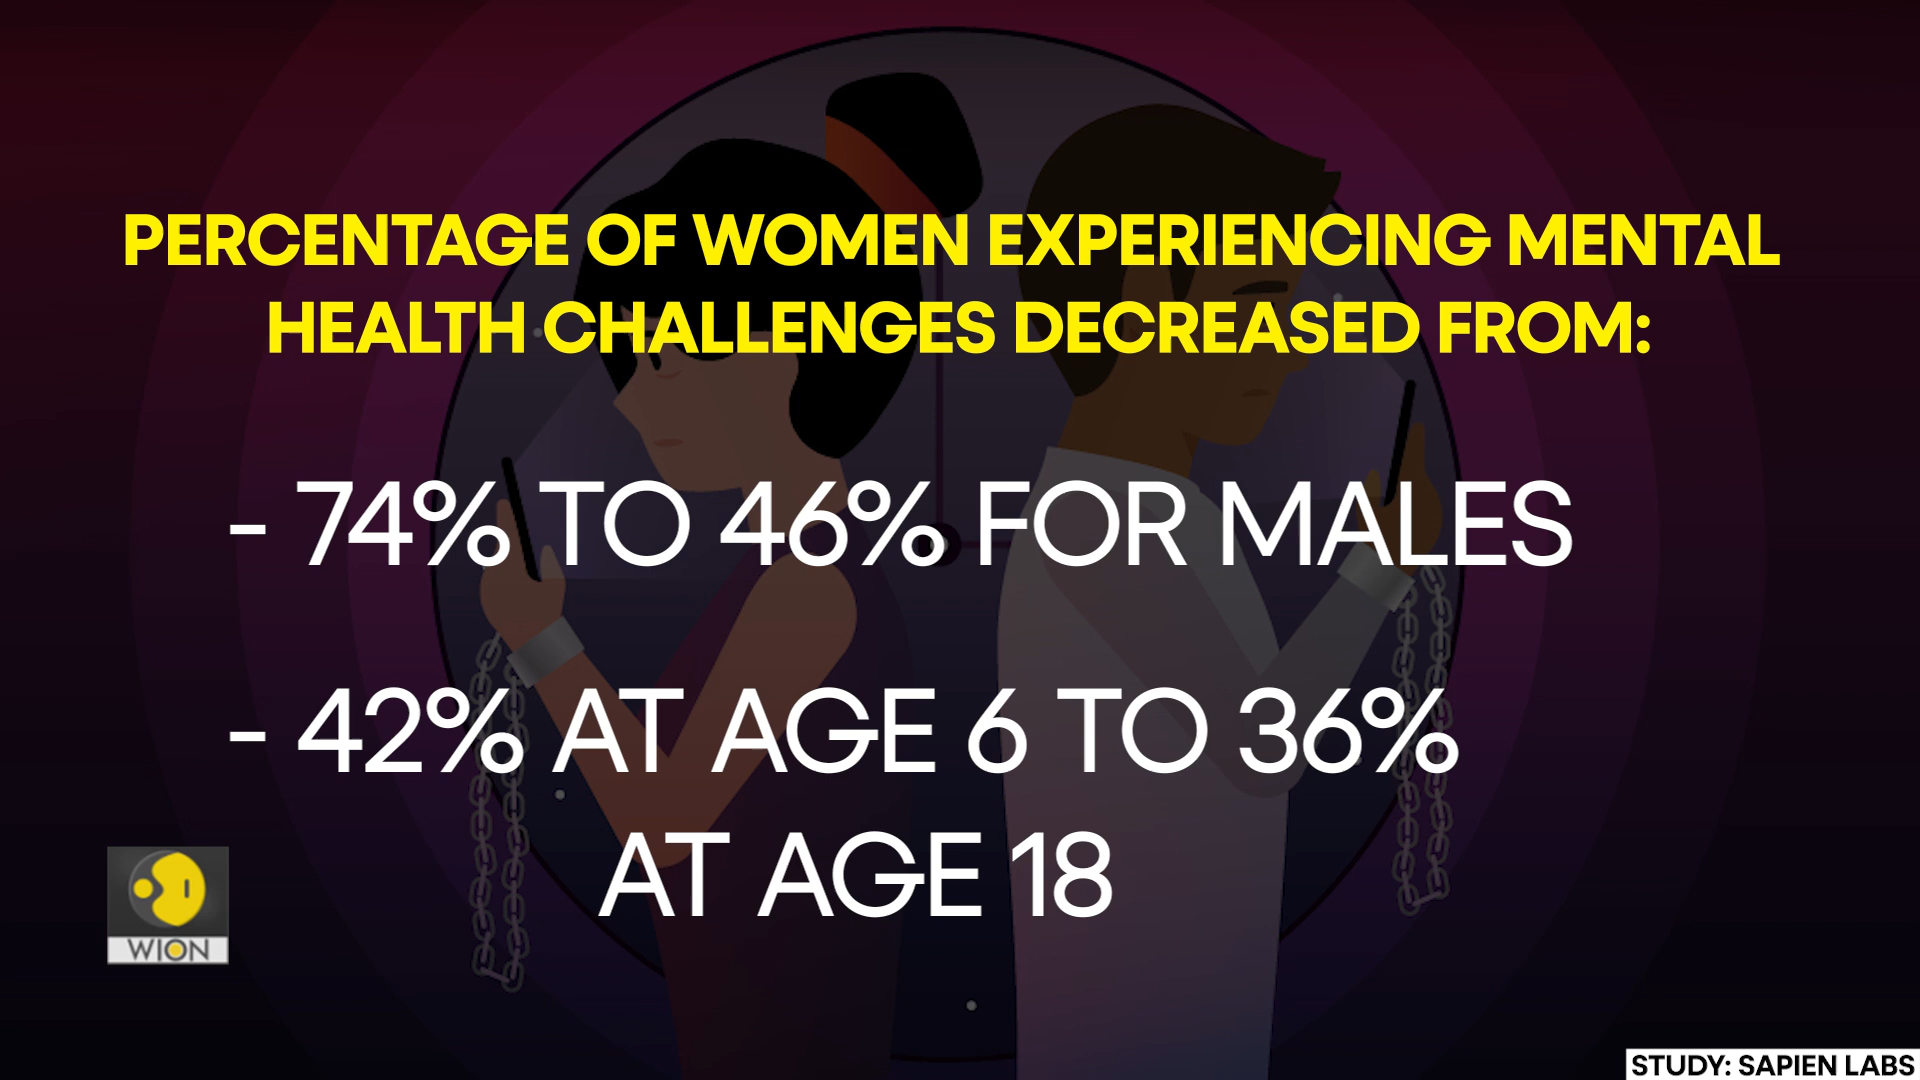 PERCENTAGE OF WOMEN EXPERIENCING MENTAL
HEALTH CHALLENGES DECREASED FROM:
- 74% TO 46% FOR MALES
- 42% AT AGE 6 TO 36%
AT AGE 18
WION
STUDY: SAPIEN LABS